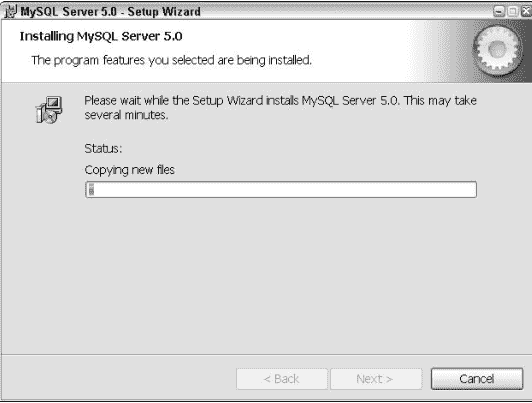 MySQL Server 5.0 - Setup Wizard
Installing MySQL Server 5.0
The program features you selected are being installed.
Please wait while the Setup Wizard installs MySQL Server 5.0. This may take
several minutes.
Status:
Copying new files
< Back
Next >
Cancel